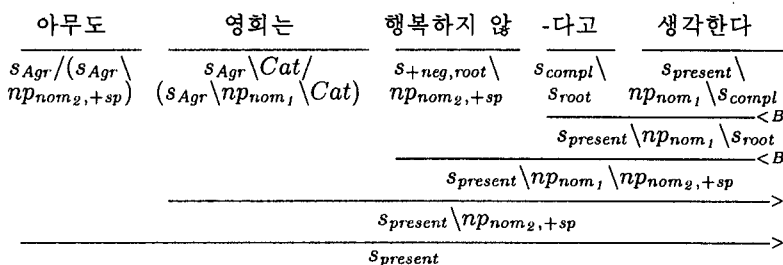 아무도 영희는 행복하지 않 -다고 생각한다
s_Agr/(s_Agr\ s_Agr\Cat/ s_+neg,root\ s_compl\ s_present\
np_nom₂,+sp) (s_Agr\np_nom₁\Cat) np_nom₂,+sp s_root np_nom₁\s_compl
<B
s_present\np_nom₁\s_root
<B
s_present\np_nom₁\np_nom₂,+sp
>
s_present\np_nom₂,+sp
>
s_present